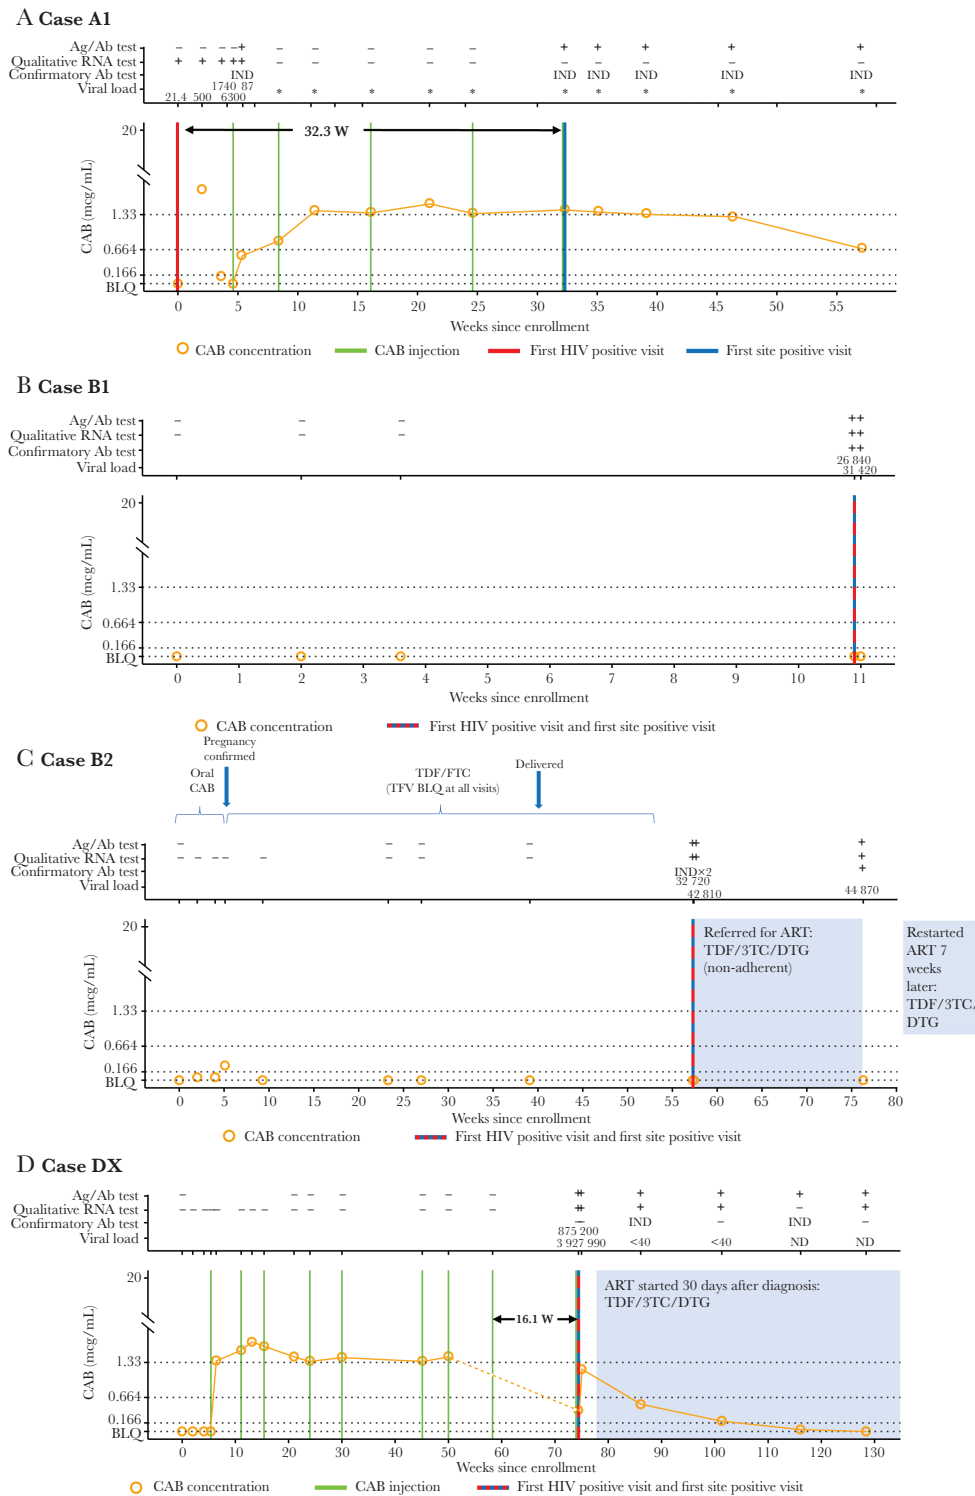 A Case A1
Ag/Ab test – – – – + – – – – – + + + + +
Qualitative RNA test + + + + + – – – – – – – – – –
Confirmatory Ab test IND IND IND IND IND IND
1740 87
Viral load 21.4 500 6300 * * * * * * * * * *
20
32.3 W
CAB (mcg/mL)
1.33
0.664
0.166
BLQ
0 5 10 15 20 25 30 35 40 45 50 55
Weeks since enrollment
CAB concentration CAB injection First HIV positive visit First site positive visit
B Case B1
Ag/Ab test – – – ++
Qualitative RNA test – – – ++
Confirmatory Ab test ++
Viral load 26 840
31 420
20
CAB (mcg/mL)
1.33
0.664
0.166
BLQ
0 1 2 3 4 5 6 7 8 9 10 11
Weeks since enrollment
CAB concentration First HIV positive visit and first site positive visit
C Case B2
Pregnancy
confirmed
Oral
CAB
TDF/FTC
(TFV BLQ at all visits)
Delivered
Ag/Ab test – – – – ++ +
Qualitative RNA test – – – – – – – – ++ +
Confirmatory Ab test IND×2 +
Viral load 32 720
42 810 44 870
20
Referred for ART:
TDF/3TC/DTG
(non-adherent)
Restarted
ART 7
weeks
later:
TDF/3TC/
DTG
CAB (mcg/mL)
1.33
0.664
0.166
BLQ
0 5 10 15 20 25 30 35 40 45 50 55 60 65 70 75 80
Weeks since enrollment
CAB concentration First HIV positive visit and first site positive visit
D Case DX
Ag/Ab test – – – – – – ++ + + + +
Qualitative RNA test – – – – – – – – – – – – – – ++ + + – +
Confirmatory Ab test – – IND – IND –
Viral load 875 200
3 927 990 <40 <40 ND ND
20
ART started 30 days after diagnosis:
TDF/3TC/DTG
16.1 W
CAB (mcg/mL)
1.33
0.664
0.166
BLQ
0 10 20 30 40 50 60 70 80 90 100 110 120 130
Weeks since enrollment
CAB concentration CAB injection First HIV positive visit and first site positive visit